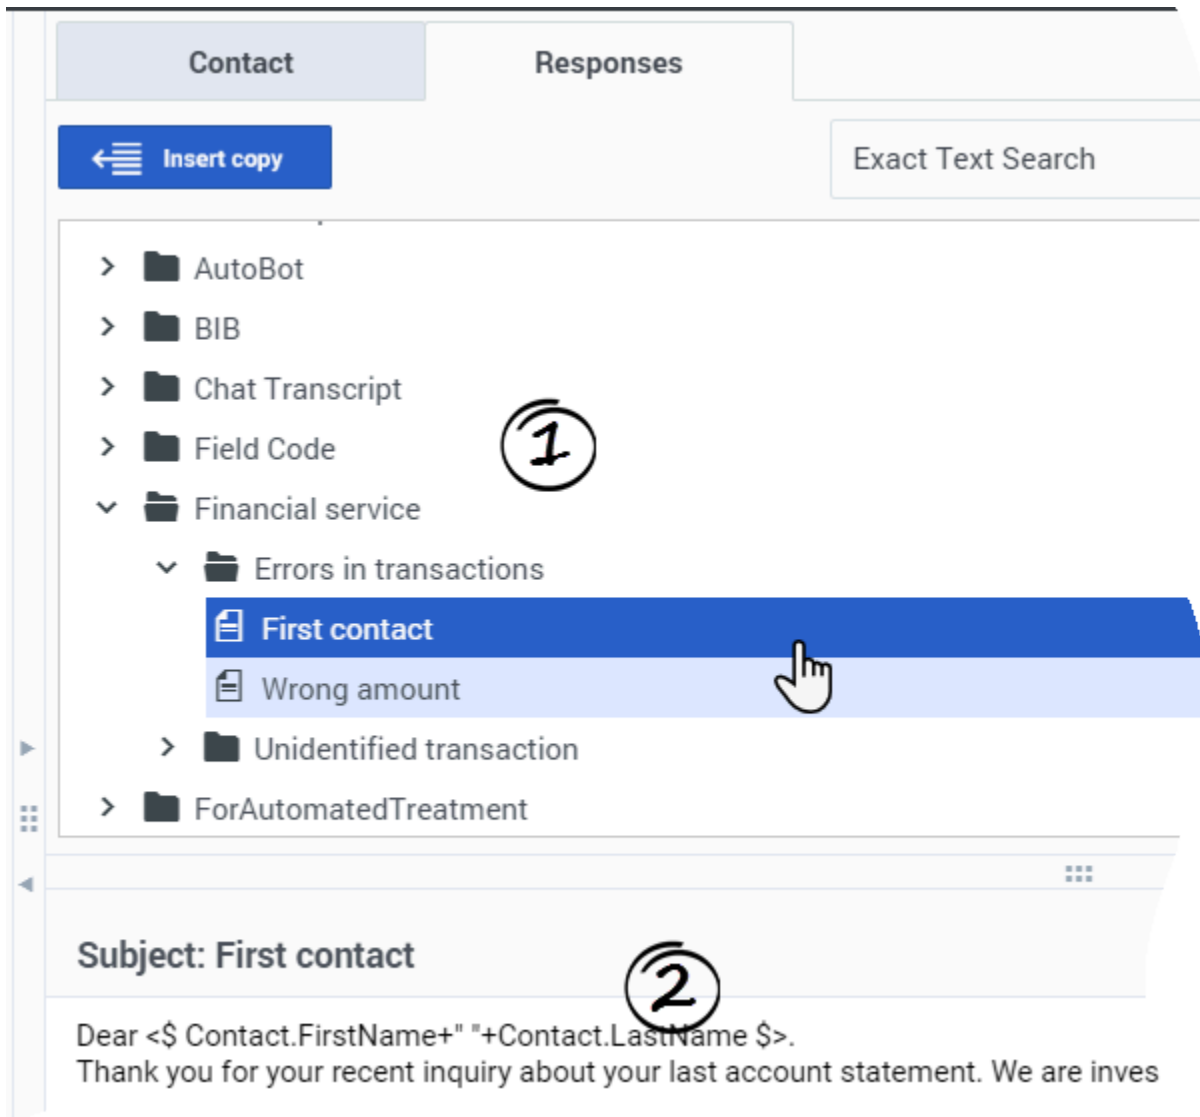 Contact
Responses
Insert copy
Exact Text Search
AutoBot
BIB
Chat Transcript
1
Field Code
Financial service
Errors in transactions
First contact
Wrong amount
Unidentified transaction
ForAutomatedTreatment
Subject: First contact
2
Dear <$ Contact.FirstName+" "+Contact.LastName $>.
Thank you for your recent inquiry about your last account statement. We are inves